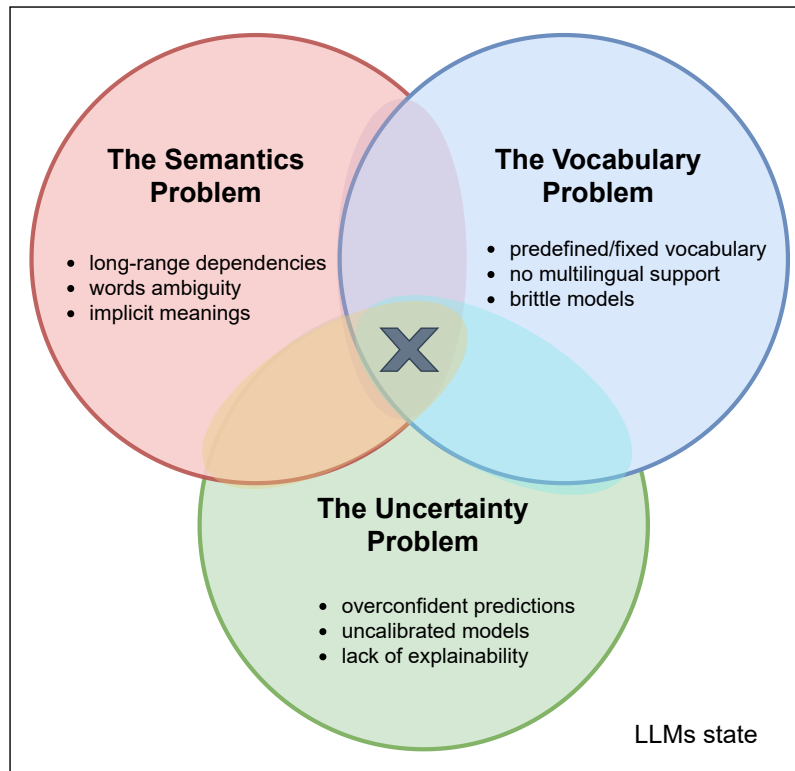 The Semantics
Problem
• long-range dependencies
• words ambiguity
• implicit meanings
The Vocabulary
Problem
• predefined/fixed vocabulary
• no multilingual support
• brittle models
X
The Uncertainty
Problem
• overconfident predictions
• uncalibrated models
• lack of explainability
LLMs state